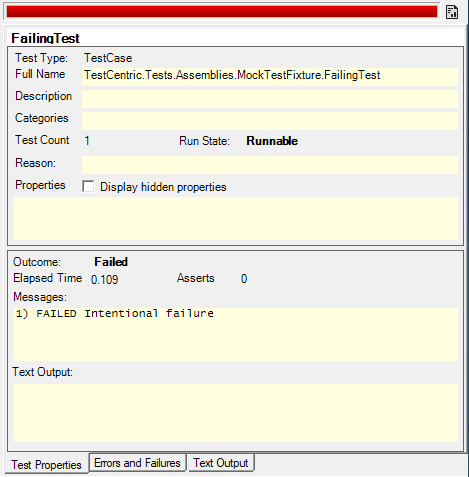 FailingTest
Test Type: TestCase
Full Name TestCentric.Tests.Assemblies.MockTestFixture.FailingTest
Description
Categories
Test Count 1 Run State: Runnable
Reason:
Properties Display hidden properties
Outcome: Failed
Elapsed Time 0.109 Asserts 0
Messages:
1) FAILED Intentional failure
Text Output:
Test Properties Errors and Failures Text Output